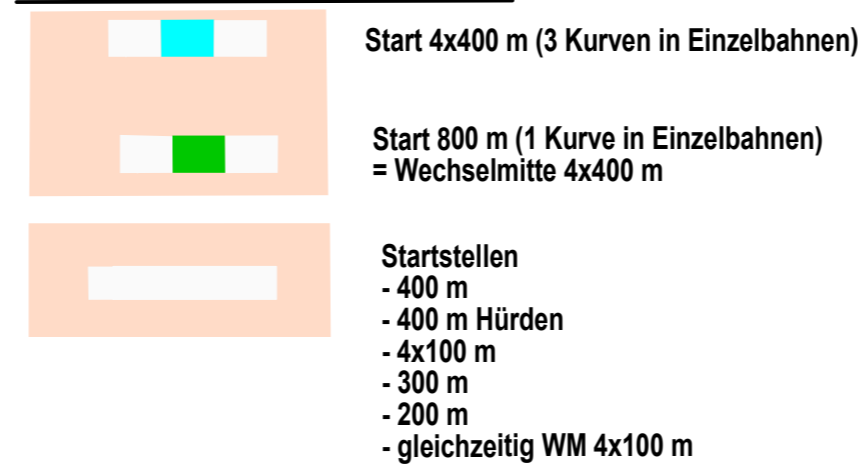 Start 4x400 m (3 Kurven in Einzelbahnen)
Start 800 m (1 Kurve in Einzelbahnen)
= Wechselmitte 4x400 m
Startstellen
- 400 m
- 400 m Hürden
- 4x100 m
- 300 m
- 200 m
- gleichzeitig WM 4x100 m